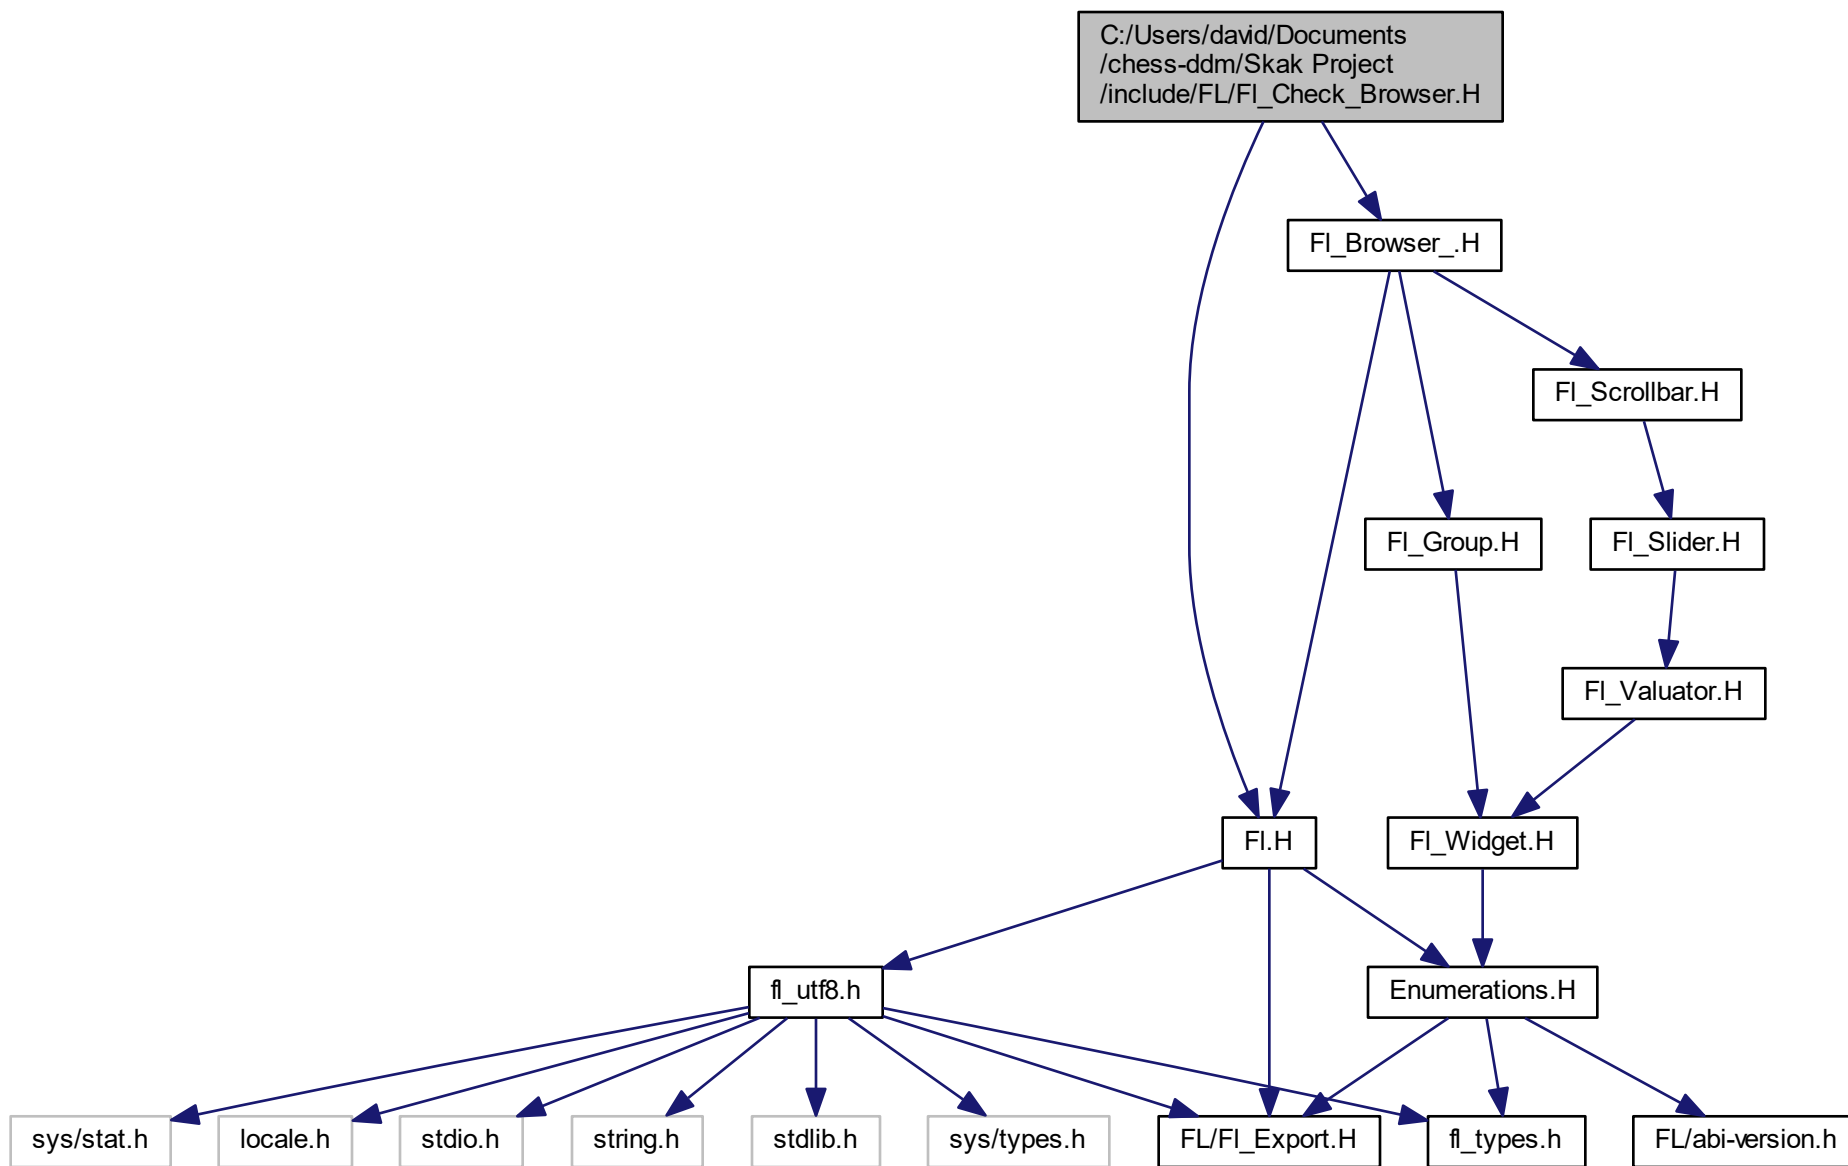 C:/Users/david/Documents
/chess-ddm/Skak Project
/include/FL/Fl_Check_Browser.H
Fl_Browser_.H
Fl_Scrollbar.H
Fl_Group.H
Fl_Slider.H
Fl_Valuator.H
Fl.H
Fl_Widget.H
fl_utf8.h
Enumerations.H
sys/stat.h
locale.h
stdio.h
string.h
stdlib.h
sys/types.h
FL/Fl_Export.H
fl_types.h
FL/abi-version.h